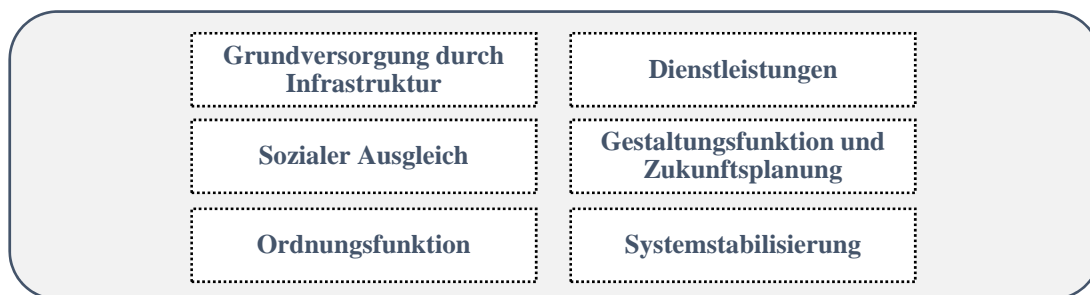 Grundversorgung durch
Infrastruktur
Dienstleistungen
Sozialer Ausgleich
Gestaltungsfunktion und
Zukunftsplanung
Ordnungsfunktion
Systemstabilisierung